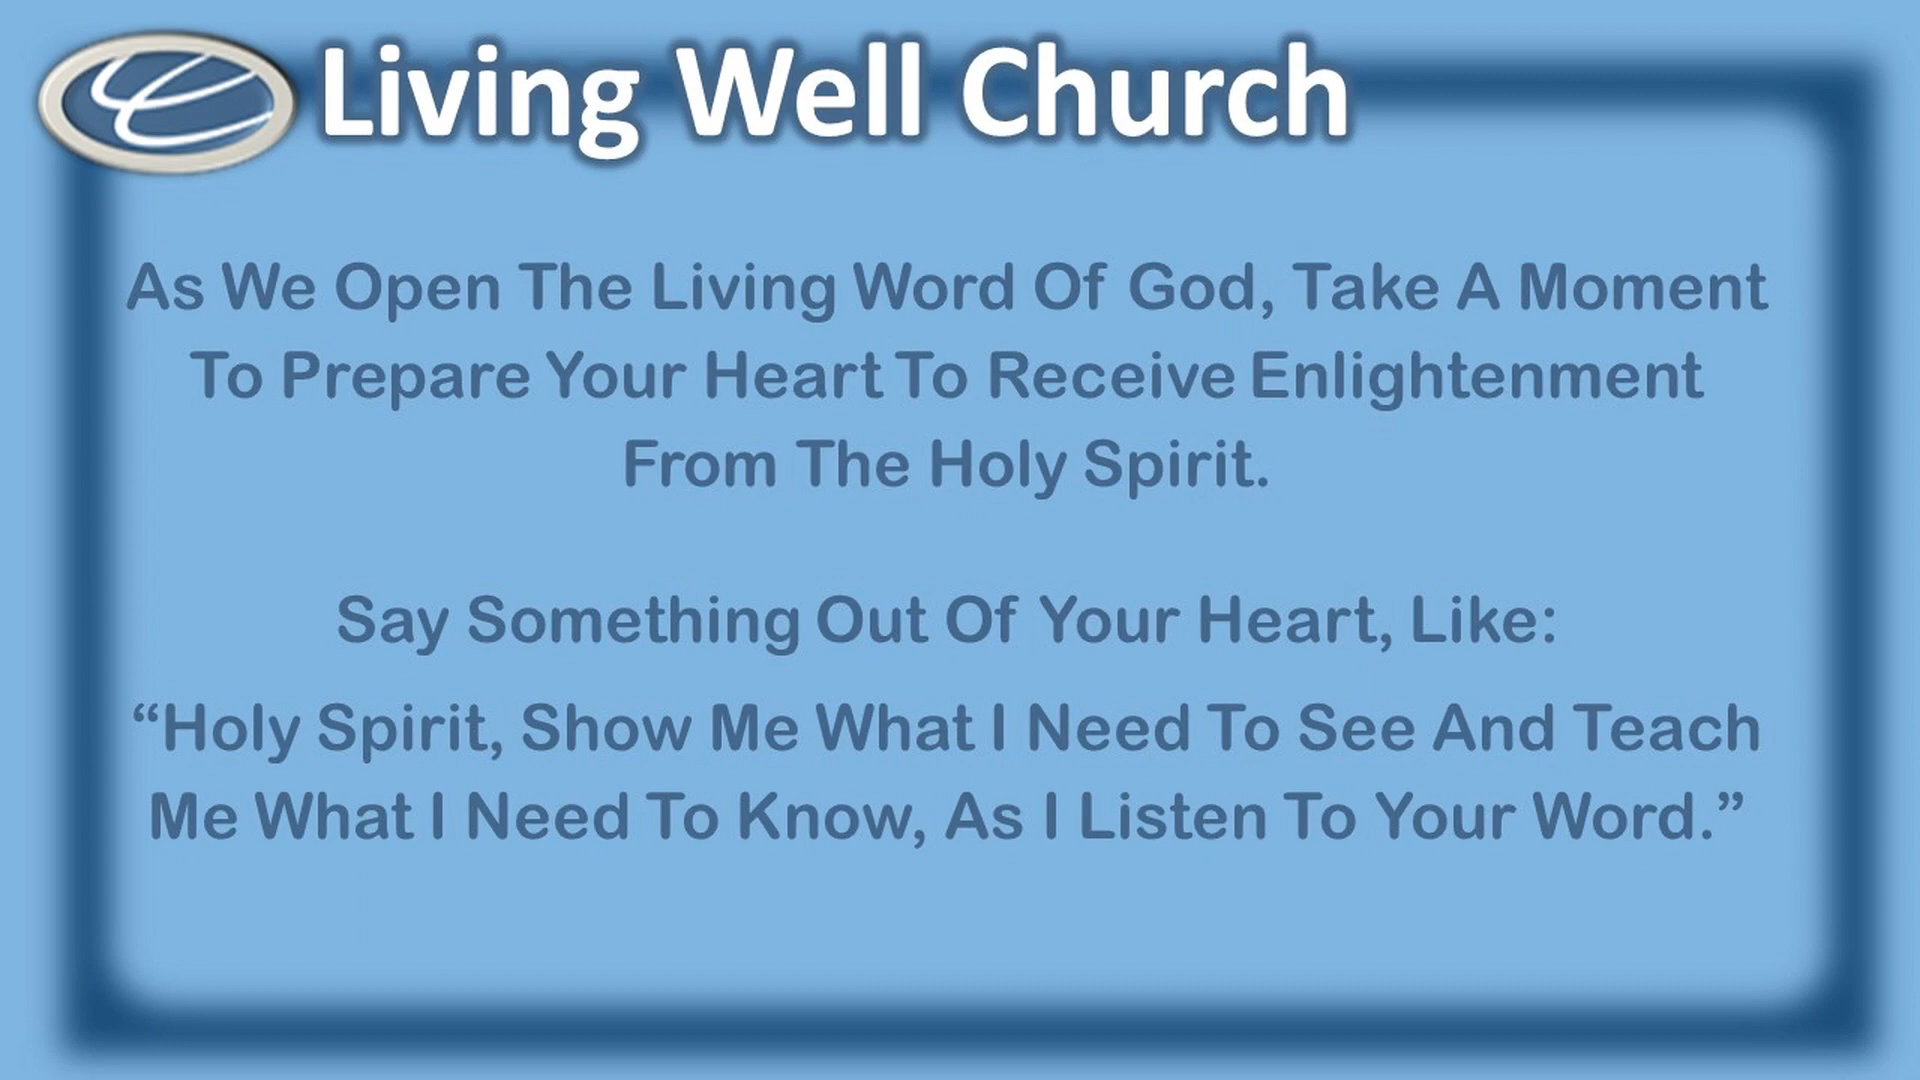 Living Well Church
As We Open The Living Word Of God, Take A Moment
To Prepare Your Heart To Receive Enlightenment
From The Holy Spirit.
Say Something Out Of Your Heart, Like:
“Holy Spirit, Show Me What I Need To See And Teach
Me What I Need To Know, As I Listen To Your Word.”